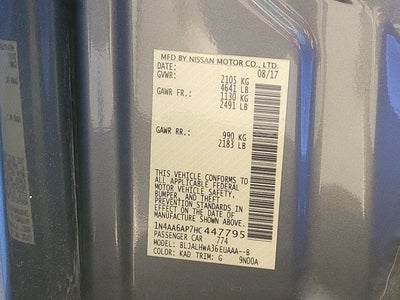 MFD BY NISSAN MOTOR CO., LTD.
DATE: 08/17
GVWR: 2105 KG
4641 LB
GAWR FR.: 1130 KG
2491 LB
GAWR RR.: 990 KG
2183 LB
THIS VEHICLE CONFORMS TO
ALL APPLICABLE FEDERAL
MOTOR VEHICLE SAFETY,
BUMPER, AND THEFT
PREVENTION STANDARDS
IN EFFECT ON THE DATE OF
MANUFACTURE SHOWN ABOVE.
1N4AA6AP7HC447795
PASSENGER CAR 774
MODEL: BLJALHWA36EUAAA--B
COLOR: KAD TRIM: G 9N00A